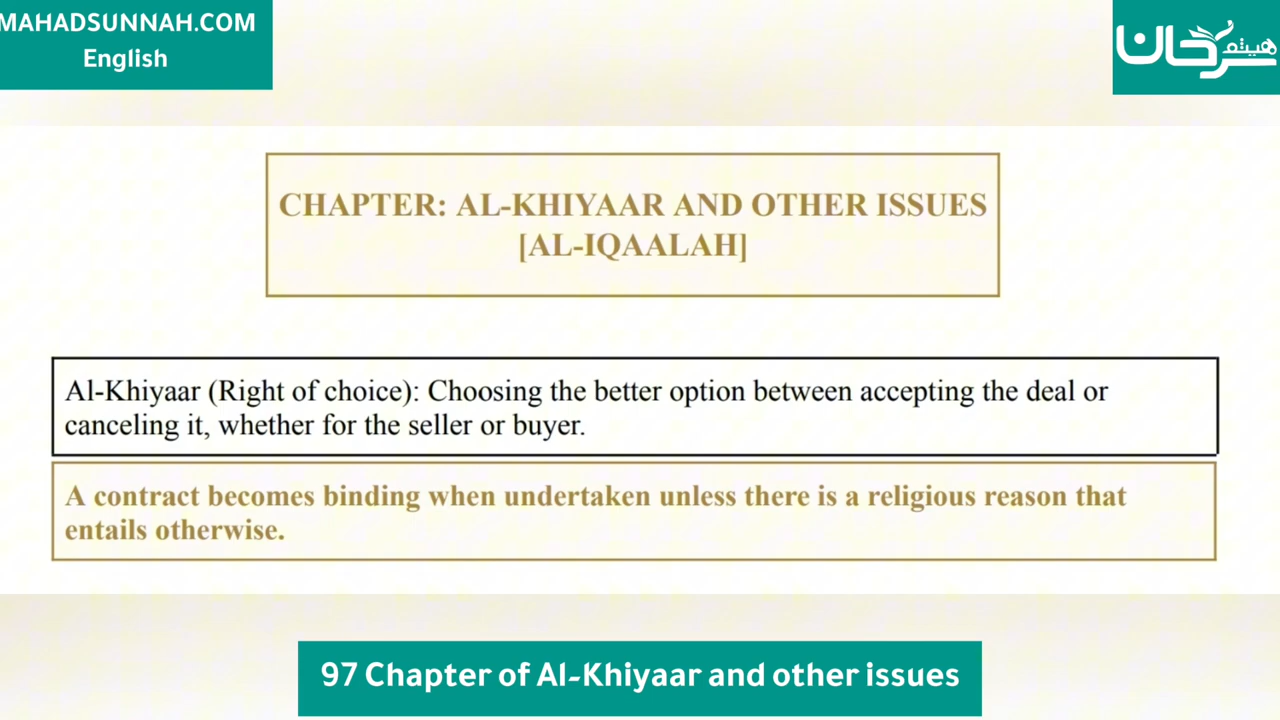 MAHADSUNNAH.COM
English
هيثم
سرحان
CHAPTER: AL-KHIYAAR AND OTHER ISSUES
[AL-IQAALAH]
Al-Khiyaar (Right of choice): Choosing the better option between accepting the deal or
canceling it, whether for the seller or buyer.
A contract becomes binding when undertaken unless there is a religious reason that
entails otherwise.
97 Chapter of Al-Khiyaar and other issues